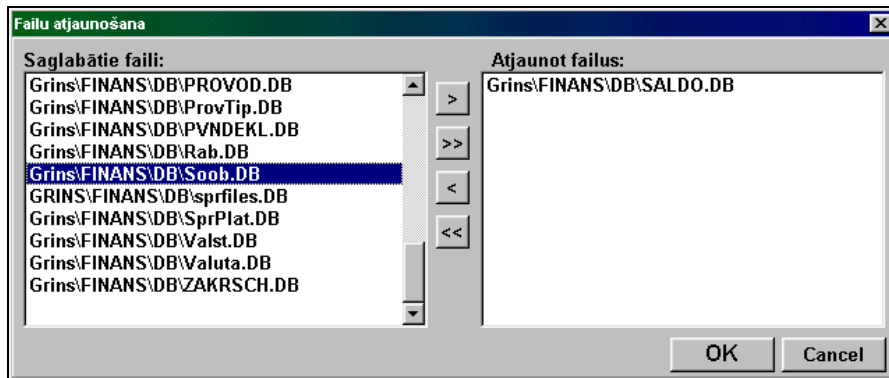 Failu atjaunošana
Saglabātie faili:
Grins\FINANS\DB\PROVOD.DB
Grins\FINANS\DB\ProvTip.DB
Grins\FINANS\DB\PVNDEKL.DB
Grins\FINANS\DB\Rab.DB
Grins\FINANS\DB\Soob.DB
GRINS\FINANS\DB\sprfiles.DB
Grins\FINANS\DB\SprPlat.DB
Grins\FINANS\DB\Valst.DB
Grins\FINANS\DB\Valuta.DB
Grins\FINANS\DB\ZAKRSCH.DB
>
>>
<
<<
Atjaunot failus:
Grins\FINANS\DB\SALDO.DB
OK
Cancel